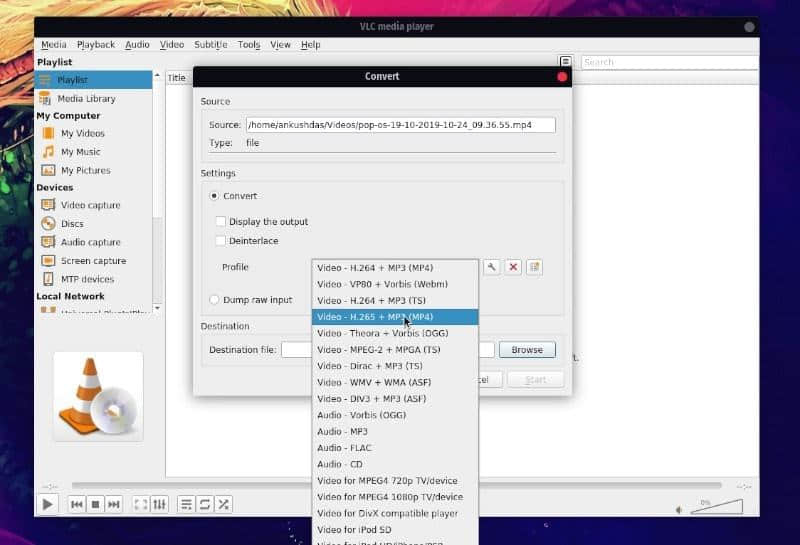 VLC media player
Media Playback Audio Video Subtitle Tools View Help
Playlist
Search
Playlist
Title
Media Library
My Computer
My Videos
My Music
My Pictures
Devices
Video capture
Discs
Audio capture
Screen capture
MTP devices
Local Network
Convert
Source
Source: /home/ankushdas/Videos/pop-os-19-10-2019-10-24_09.36.55.mp4
Type: file
Settings
Convert
Display the output
Deinterlace
Profile
Video - H.264 + MP3 (MP4)
Video - VP80 + Vorbis (Webm)
Video - H.264 + MP3 (TS)
Dump raw input
Video - H.265 + MP3 (MP4)
Destination
Video - Theora + Vorbis (OGG)
Destination file:
Video - MPEG-2 + MPGA (TS)
Browse
Video - Dirac + MP3 (TS)
Video - WMV + WMA (ASF)
Start
Video - DIV3 + MP3 (ASF)
Audio - Vorbis (OGG)
Audio - MP3
Audio - FLAC
Audio - CD
Video for MPEG4 720p TV/device
Video for MPEG4 1080p TV/device
Video for DivX compatible player
Video for iPod SD
--:--
--:--
0%